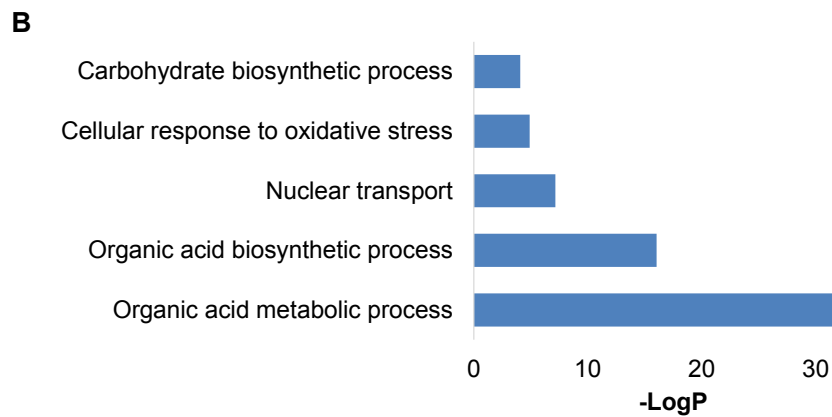 B
Carbohydrate biosynthetic process
Cellular response to oxidative stress
Nuclear transport
Organic acid biosynthetic process
Organic acid metabolic process
0 10 20 30
-LogP